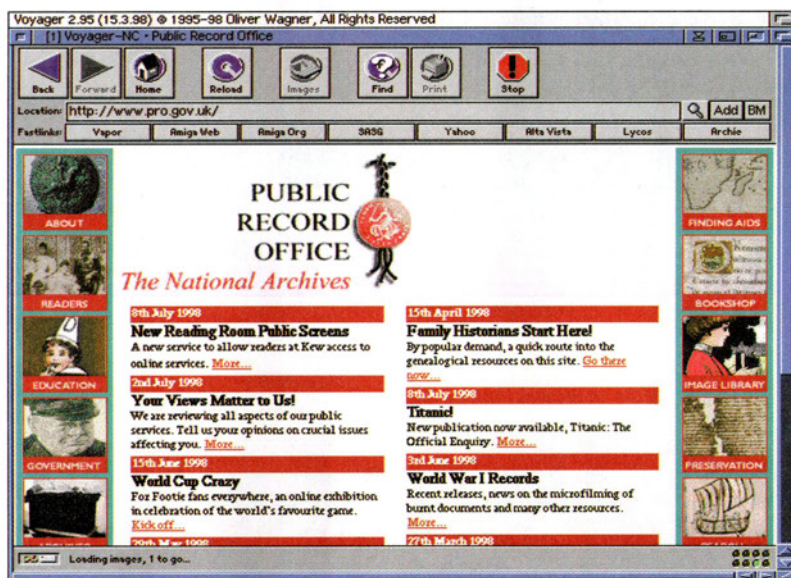 Voyager 2.95 (15.3.98) © 1995-98 Oliver Wagner, All Rights Reserved
[1] Voyager-NC · Public Record Office
Back
Forward
Home
Reload
Images
Find
Print
Stop
Location: http://www.pro.gov.uk/
Add
BM
Fastlinks:
Vapor
Amiga Web
Amiga Org
SASG
Yahoo
Alta Vista
Lycos
Archie
ABOUT
READERS
EDUCATION
GOVERNMENT
PUBLIC
RECORD
OFFICE
The National Archives
8th July 1998
New Reading Room Public Screens
A new service to allow readers at Kew access to
online services. More...
2nd July 1998
Your Views Matter to Us!
We are reviewing all aspects of our public
services. Tell us your opinions on crucial issues
affecting you. More...
15th June 1998
World Cup Crazy
For Footie fans everywhere, an online exhibition
in celebration of the world's favourite game.
Kick off...
29th May 1998
15th April 1998
Family Historians Start Here!
By popular demand, a quick route into the
genealogical resources on this site. Go there
now...
8th July 1998
Titanic!
New publication now available, Titanic: The
Official Enquiry. More...
3rd June 1998
World War I Records
Recent releases, news on the microfilming of
burnt documents and many other resources.
More...
27th March 1998
FINDING AIDS
BOOKSHOP
IMAGE LIBRARY
PRESERVATION
Loading images, 1 to go...